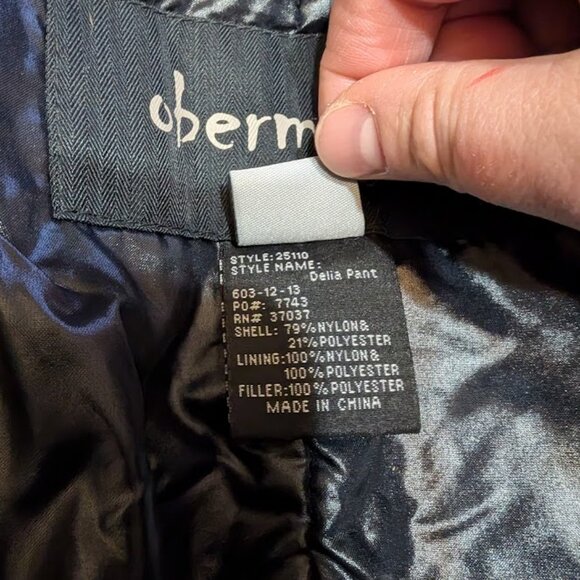 oberm
STYLE:25110
STYLE NAME:
Delia Pant
603-12-13
PO#: 7743
RN# 37037
SHELL: 79%NYLON&
21%POLYESTER
LINING:100%NYLON&
100%POLYESTER
FILLER:100%POLYESTER
MADE IN CHINA